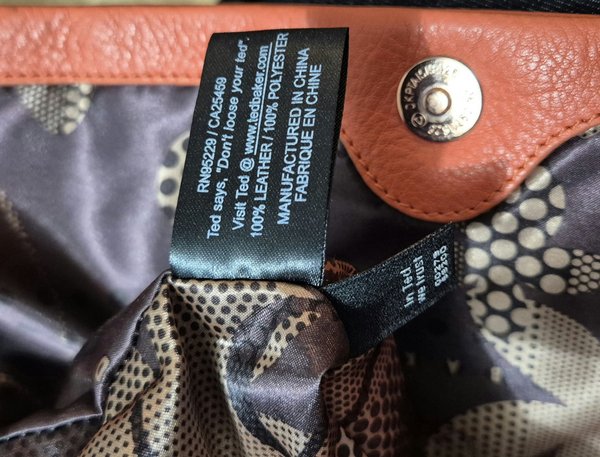 RN95229 / CA25459
Ted says, "Don't loose your fed".
Visit Ted @ www.tedbaker.com
100% LEATHER / 100% POLYESTER
MANUFACTURED IN CHINA
FABRIQUE EN CHINE
In Ted
we trust